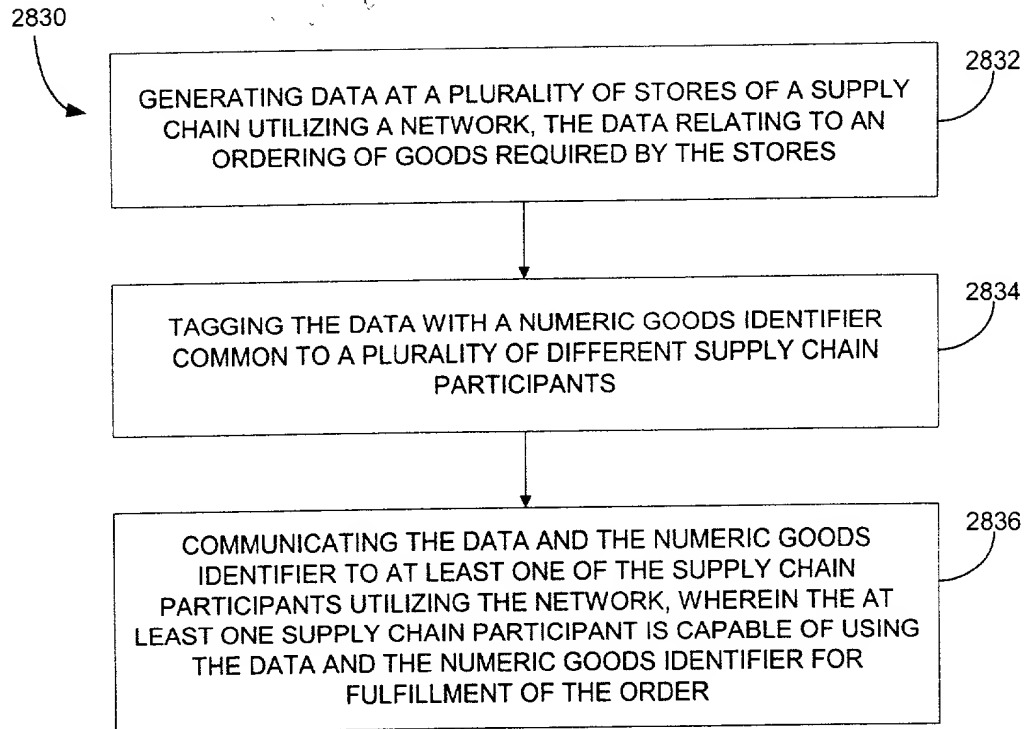 2830
2832
GENERATING DATA AT A PLURALITY OF STORES OF A SUPPLY
CHAIN UTILIZING A NETWORK, THE DATA RELATING TO AN
ORDERING OF GOODS REQUIRED BY THE STORES
2834
TAGGING THE DATA WITH A NUMERIC GOODS IDENTIFIER
COMMON TO A PLURALITY OF DIFFERENT SUPPLY CHAIN
PARTICIPANTS
2836
COMMUNICATING THE DATA AND THE NUMERIC GOODS
IDENTIFIER TO AT LEAST ONE OF THE SUPPLY CHAIN
PARTICIPANTS UTILIZING THE NETWORK, WHEREIN THE AT
LEAST ONE SUPPLY CHAIN PARTICIPANT IS CAPABLE OF USING
THE DATA AND THE NUMERIC GOODS IDENTIFIER FOR
FULFILLMENT OF THE ORDER